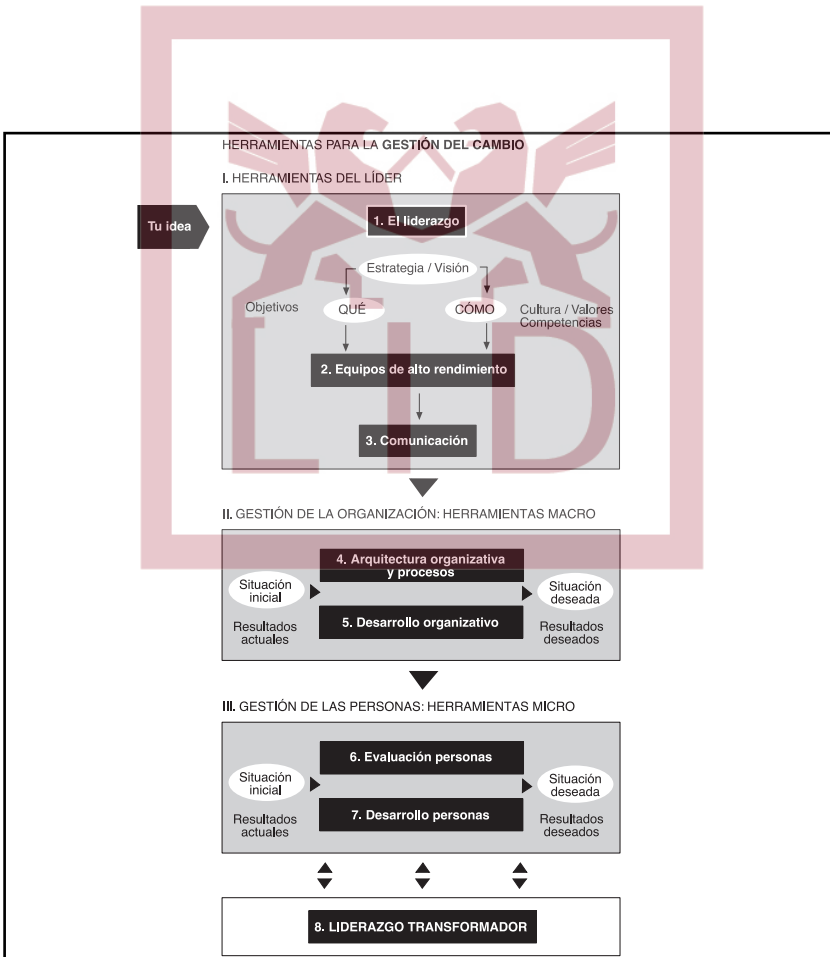 HERRAMIENTAS PARA LA GESTIÓN DEL CAMBIO
I. HERRAMIENTAS DEL LÍDER
Tu idea
1. El liderazgo
Estrategia / Visión
Objetivos
QUÉ
CÓMO
Cultura / Valores
Competencias
2. Equipos de alto rendimiento
3. Comunicación
LID
II. GESTIÓN DE LA ORGANIZACIÓN: HERRAMIENTAS MACRO
4. Arquitectura organizativa
y procesos
Situación
inicial
Situación
deseada
Resultados
actuales
5. Desarrollo organizativo
Resultados
deseados
III. GESTIÓN DE LAS PERSONAS: HERRAMIENTAS MICRO
6. Evaluación personas
Situación
inicial
Situación
deseada
Resultados
actuales
7. Desarrollo personas
Resultados
deseados
8. LIDERAZGO TRANSFORMADOR